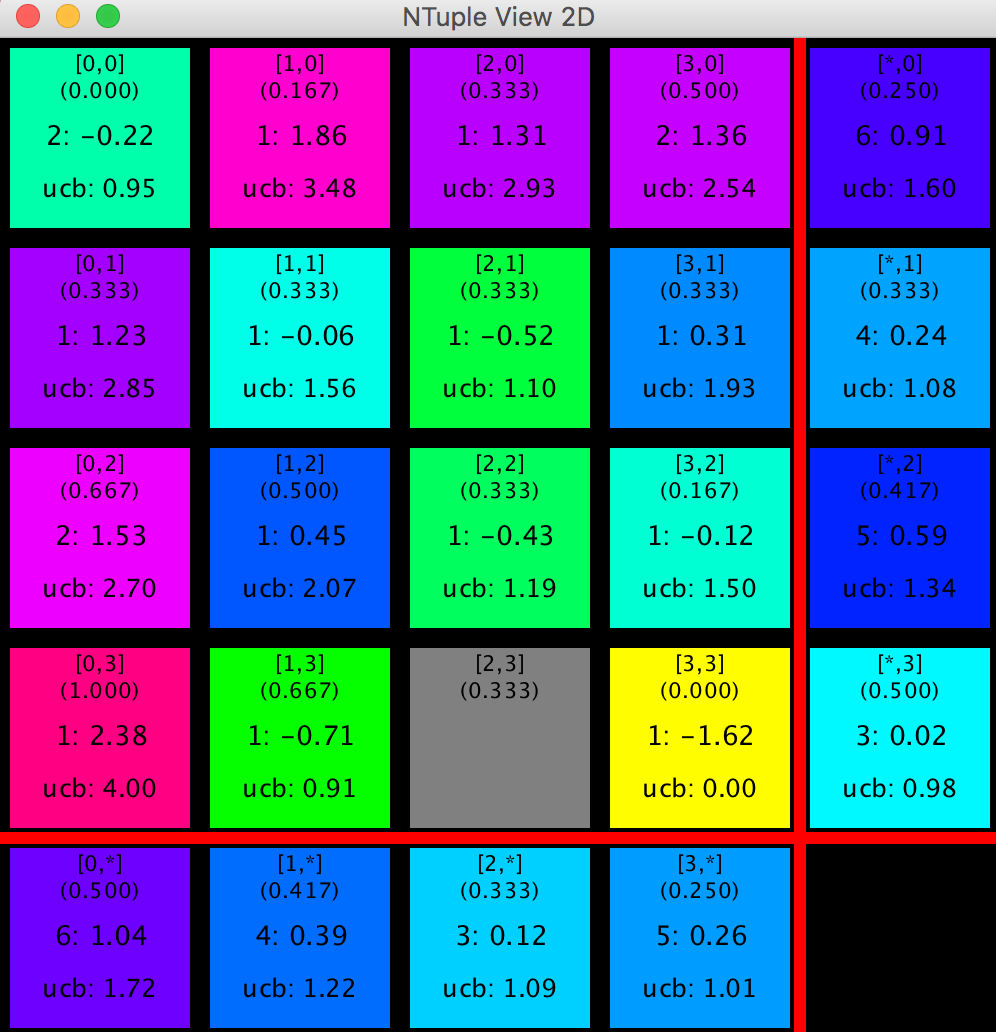 NTuple View 2D
[0,0] [1,0] [2,0] [3,0] [*,0]
(0.000) (0.167) (0.333) (0.500) (0.250)
2: −0.22 1: 1.86 1: 1.31 2: 1.36 6: 0.91
ucb: 0.95 ucb: 3.48 ucb: 2.93 ucb: 2.54 ucb: 1.60
[0,1] [1,1] [2,1] [3,1] [*,1]
(0.333) (0.333) (0.333) (0.333) (0.333)
1: 1.23 1: −0.06 1: −0.52 1: 0.31 4: 0.24
ucb: 2.85 ucb: 1.56 ucb: 1.10 ucb: 1.93 ucb: 1.08
[0,2] [1,2] [2,2] [3,2] [*,2]
(0.667) (0.500) (0.333) (0.167) (0.417)
2: 1.53 1: 0.45 1: −0.43 1: −0.12 5: 0.59
ucb: 2.70 ucb: 2.07 ucb: 1.19 ucb: 1.50 ucb: 1.34
[0,3] [1,3] [2,3] [3,3] [*,3]
(1.000) (0.667) (0.333) (0.000) (0.500)
1: 2.38 1: −0.71 1: −1.62 3: 0.02
ucb: 4.00 ucb: 0.91 ucb: 0.00 ucb: 0.98
[0,*] [1,*] [2,*] [3,*]
(0.500) (0.417) (0.333) (0.250)
6: 1.04 4: 0.39 3: 0.12 5: 0.26
ucb: 1.72 ucb: 1.22 ucb: 1.09 ucb: 1.01